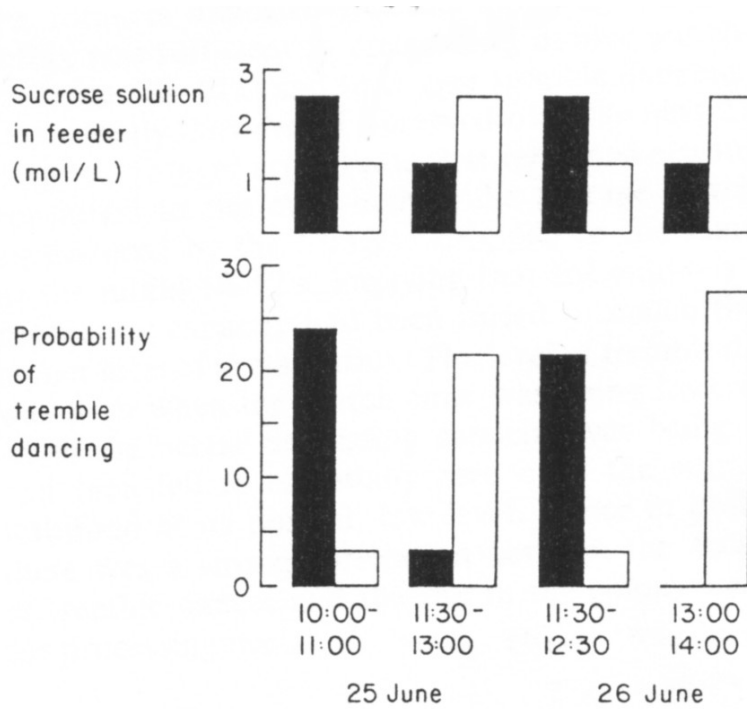 Sucrose solution
in feeder
(mol/L)
3
2
1
Probability
of
tremble
dancing
30
20
10
0
10:00-
11:00
11:30-
13:00
11:30-
12:30
13:00
14:00
25 June
26 June